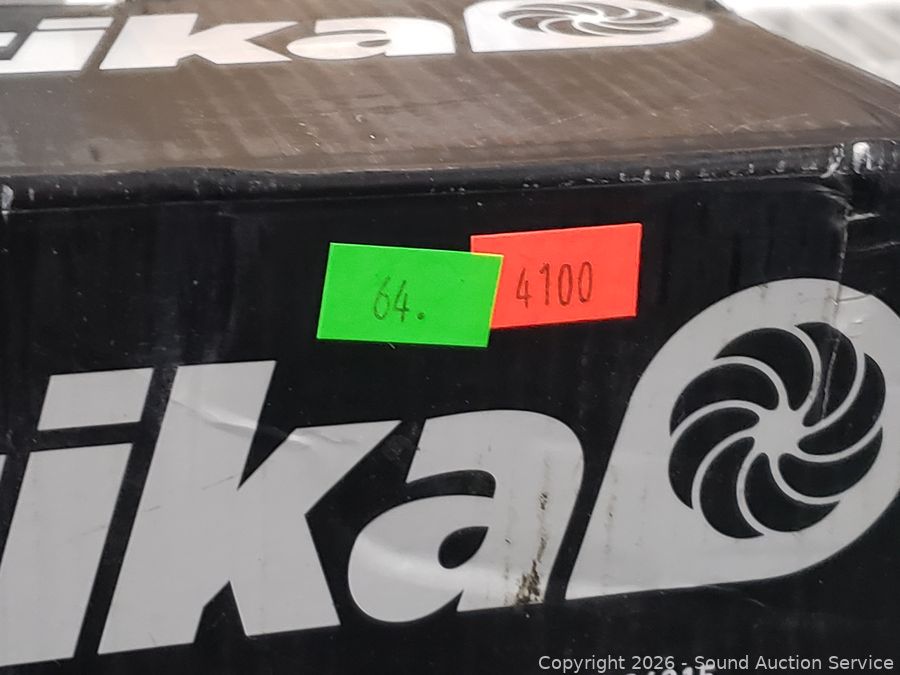 ika
64.
4100
ika
Copyright 2026 - Sound Auction Service